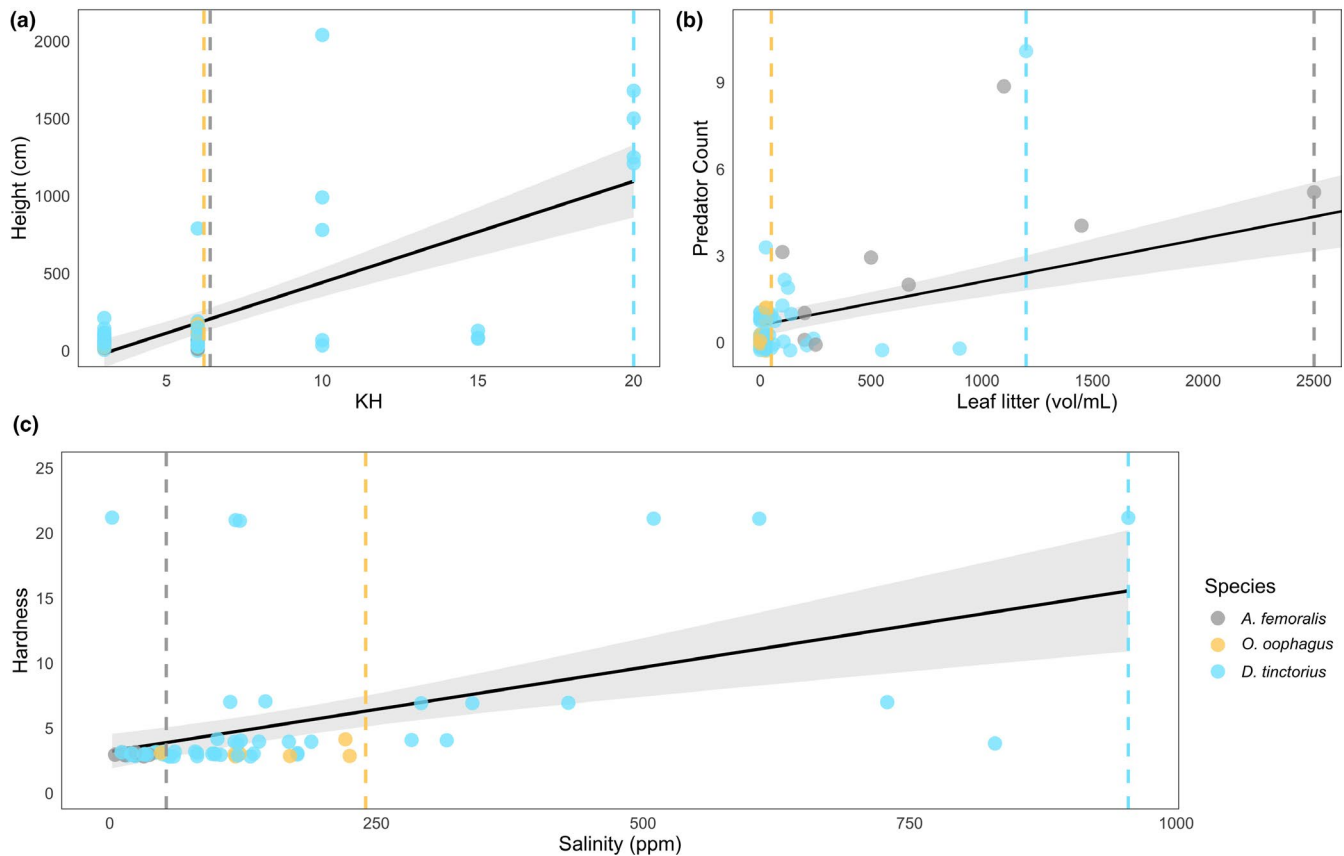 (a)
2000
1500
1000
500
0
Height (cm)
5
10
15
20
KH
(b)
9
6
3
0
Predator Count
0
500
1000
1500
2000
2500
Leaf litter (vol/mL)
(c)
25
20
15
10
5
0
Hardness
0
250
500
750
1000
Salinity (ppm)
Species
A. femoralis
O. oophagus
D. tinctorius